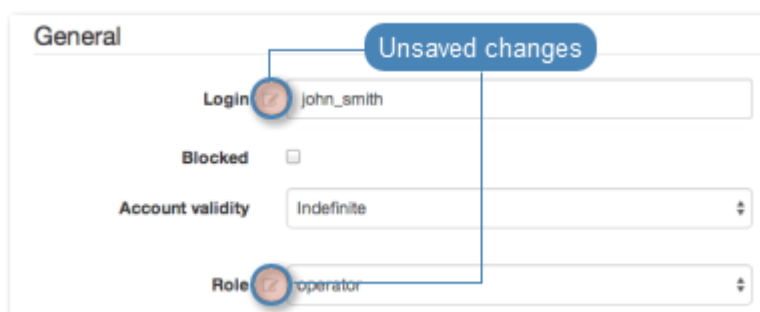 General
Unsaved changes
Login john_smith
Blocked
Account validity Indefinite
Role operator